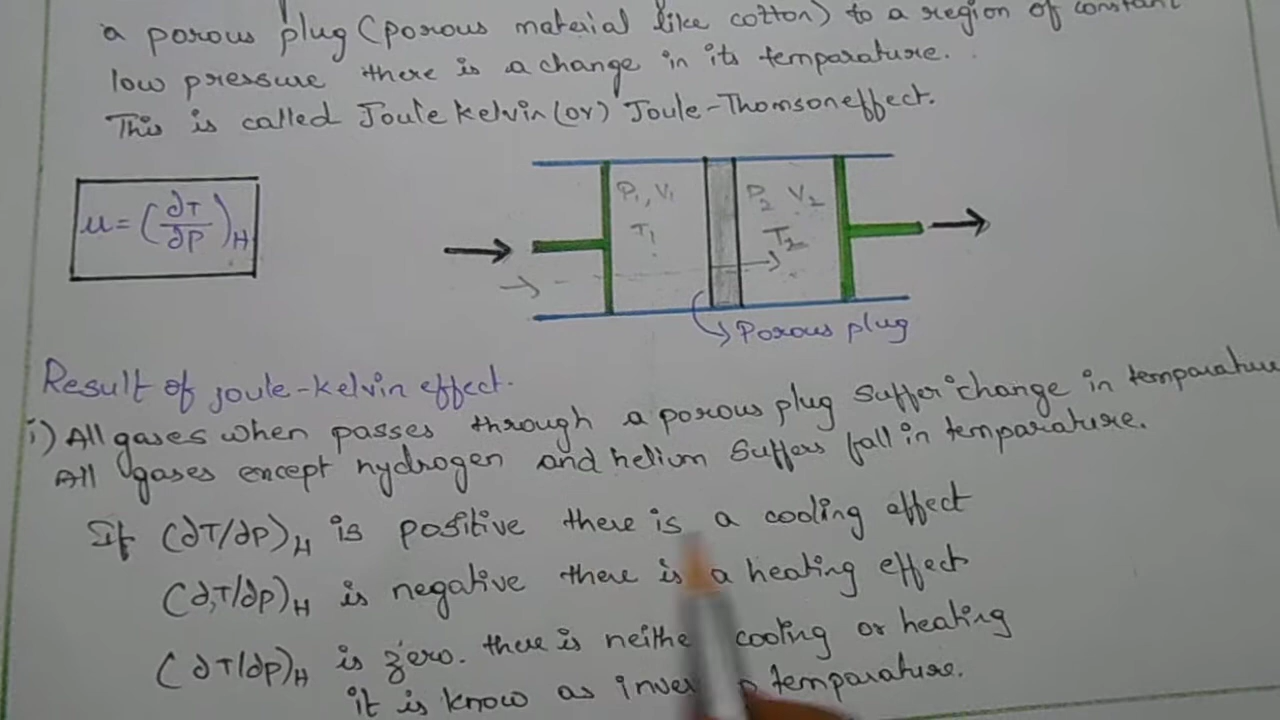 a porous plug (porous mateial like cotton) to a region of constant
low pressure there is a change in its temparature.
This is called Joule kelvin (or) Joule-Thomson effect.
μ = (∂T/∂P)H
P1, V1
T1
P2 V2
T2
Porous plug
Result of joule-kelvin effect.
i) All gases when passes through a porous plug suffer change in temparature
All gases except hydrogen and helium suffers fall in temparature.
If (∂T/∂P)H is positive there is a cooling effect
(∂T/∂P)H is negative there is a heating effect
(∂T/∂P)H is zero. there is neithe cooling or heating
it is know as inver temparature.